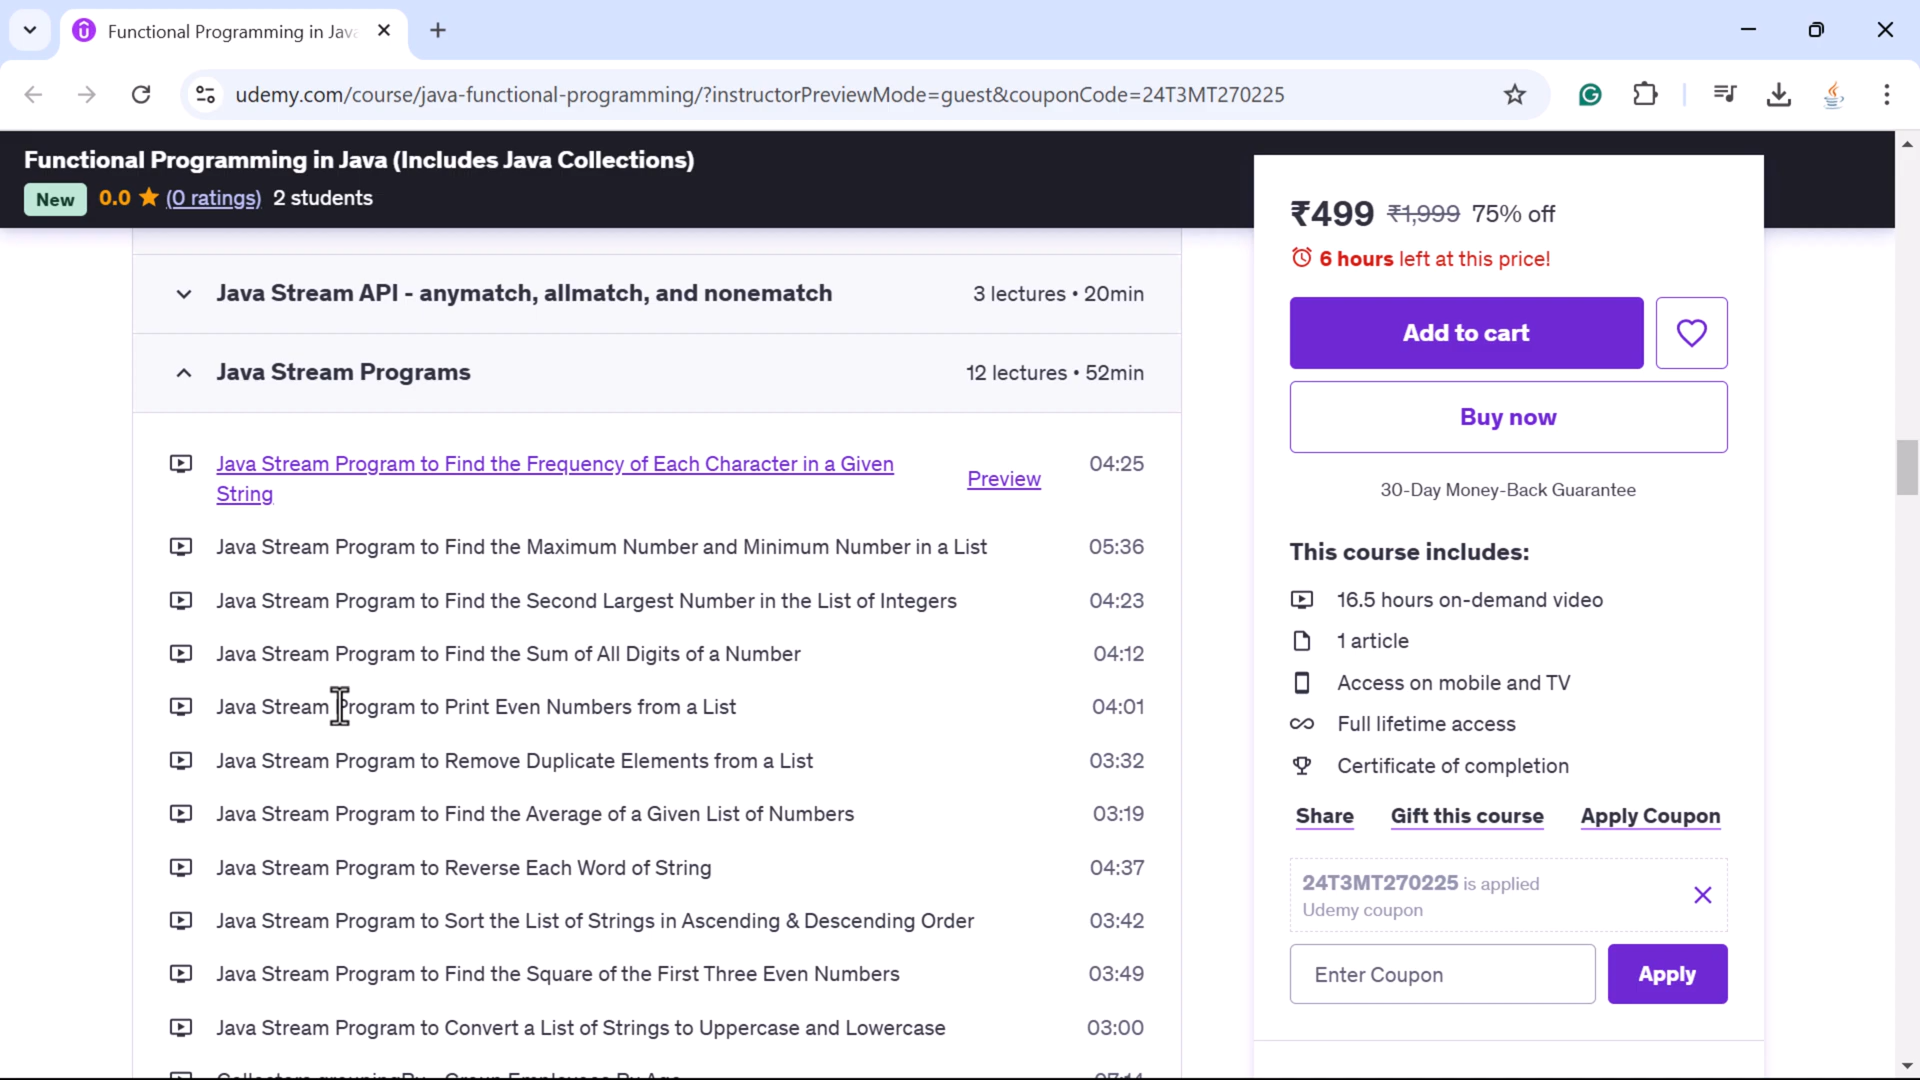 Functional Programming in Java
udemy.com/course/java-functional-programming/?instructorPreviewMode=guest&couponCode=24T3MT270225
Functional Programming in Java (Includes Java Collections)
New 0.0 ★ (0 ratings) 2 students
Java Stream API - anymatch, allmatch, and nonematch 3 lectures • 20min
Java Stream Programs 12 lectures • 52min
Java Stream Program to Find the Frequency of Each Character in a Given
String Preview 04:25
Java Stream Program to Find the Maximum Number and Minimum Number in a List 05:36
Java Stream Program to Find the Second Largest Number in the List of Integers 04:23
Java Stream Program to Find the Sum of All Digits of a Number 04:12
Java Stream Program to Print Even Numbers from a List 04:01
Java Stream Program to Remove Duplicate Elements from a List 03:32
Java Stream Program to Find the Average of a Given List of Numbers 03:19
Java Stream Program to Reverse Each Word of String 04:37
Java Stream Program to Sort the List of Strings in Ascending & Descending Order 03:42
Java Stream Program to Find the Square of the First Three Even Numbers 03:49
Java Stream Program to Convert a List of Strings to Uppercase and Lowercase 03:00
₹499 ₹1,999 75% off
6 hours left at this price!
Add to cart
Buy now
30-Day Money-Back Guarantee
This course includes:
16.5 hours on-demand video
1 article
Access on mobile and TV
Full lifetime access
Certificate of completion
Share Gift this course Apply Coupon
24T3MT270225 is applied
Udemy coupon
Enter Coupon Apply